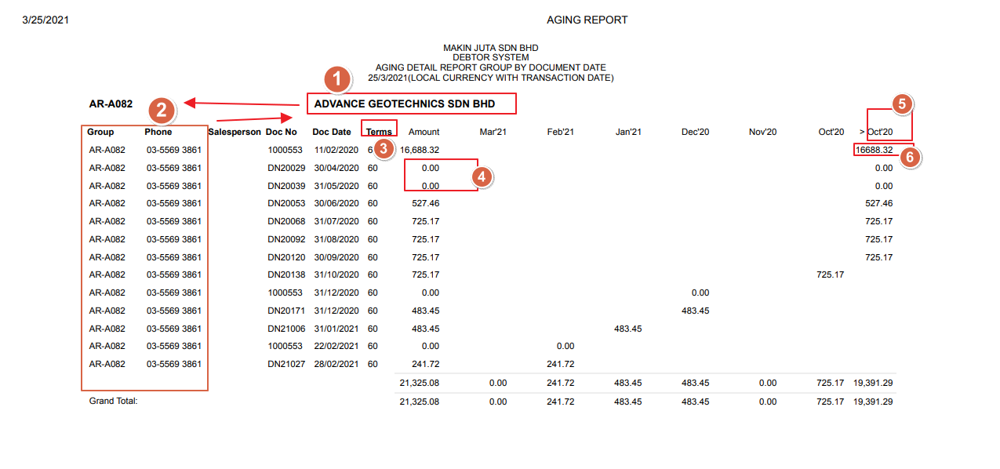 3/25/2021 AGING REPORT
MAKIN JUTA SDN BHD
DEBTOR SYSTEM
AGING DETAIL REPORT GROUP BY DOCUMENT DATE
25/3/2021(LOCAL CURRENCY WITH TRANSACTION DATE)
1
AR-A082 2 ADVANCE GEOTECHNICS SDN BHD 5
Group Phone Salesperson Doc No Doc Date Terms Amount Mar'21 Feb'21 Jan'21 Dec'20 Nov'20 Oct'20 > Oct'20
AR-A082 03-5569 3861 1000553 11/02/2020 6 3 16,688.32 16688.32 6
AR-A082 03-5569 3861 DN20029 30/04/2020 60 0.00 4 0.00
AR-A082 03-5569 3861 DN20039 31/05/2020 60 0.00 0.00
AR-A082 03-5569 3861 DN20053 30/06/2020 60 527.46 527.46
AR-A082 03-5569 3861 DN20068 31/07/2020 60 725.17 725.17
AR-A082 03-5569 3861 DN20092 31/08/2020 60 725.17 725.17
AR-A082 03-5569 3861 DN20120 30/09/2020 60 725.17 725.17
AR-A082 03-5569 3861 DN20138 31/10/2020 60 725.17 725.17
AR-A082 03-5569 3861 1000553 31/12/2020 60 0.00 0.00
AR-A082 03-5569 3861 DN20171 31/12/2020 60 483.45 483.45
AR-A082 03-5569 3861 DN21006 31/01/2021 60 483.45 483.45
AR-A082 03-5569 3861 1000553 22/02/2021 60 0.00 0.00
AR-A082 03-5569 3861 DN21027 28/02/2021 60 241.72 241.72
21,325.08 0.00 241.72 483.45 483.45 0.00 725.17 19,391.29
Grand Total: 21,325.08 0.00 241.72 483.45 483.45 0.00 725.17 19,391.29